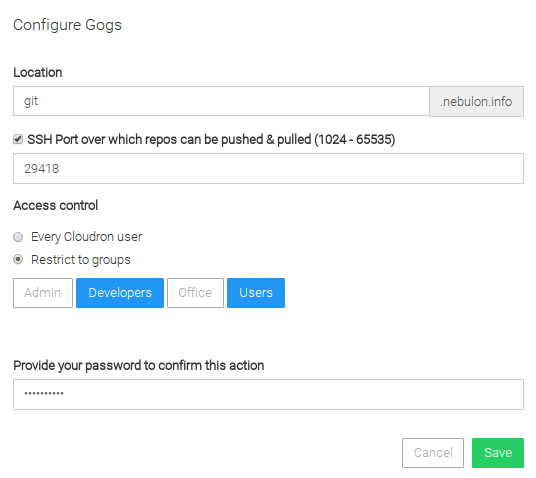 Configure Gogs
Location
git .nebulon.info
SSH Port over which repos can be pushed & pulled (1024 - 65535)
29418
Access control
Every Cloudron user
Restrict to groups
Admin Developers Office Users
Provide your password to confirm this action
••••••••••
Cancel Save